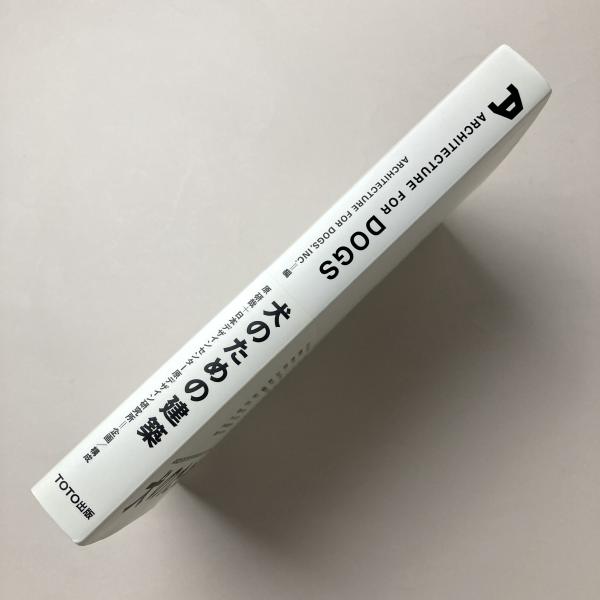 ARCHITECTURE FOR DOGS
ARCHITECTURE FOR DOGS, INC.＝編
犬のための建築
原研哉＋日本デザインセンター原デザイン研究所＝企画／構成
TOTO出版